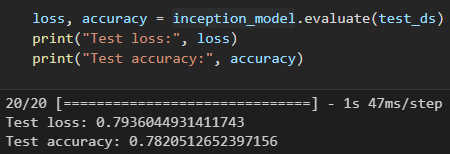 loss, accuracy = inception_model.evaluate(test_ds)
print("Test loss:", loss)
print("Test accuracy:", accuracy)
20/20 [==============================] - 1s 47ms/step
Test loss: 0.7936044931411743
Test accuracy: 0.7820512652397156